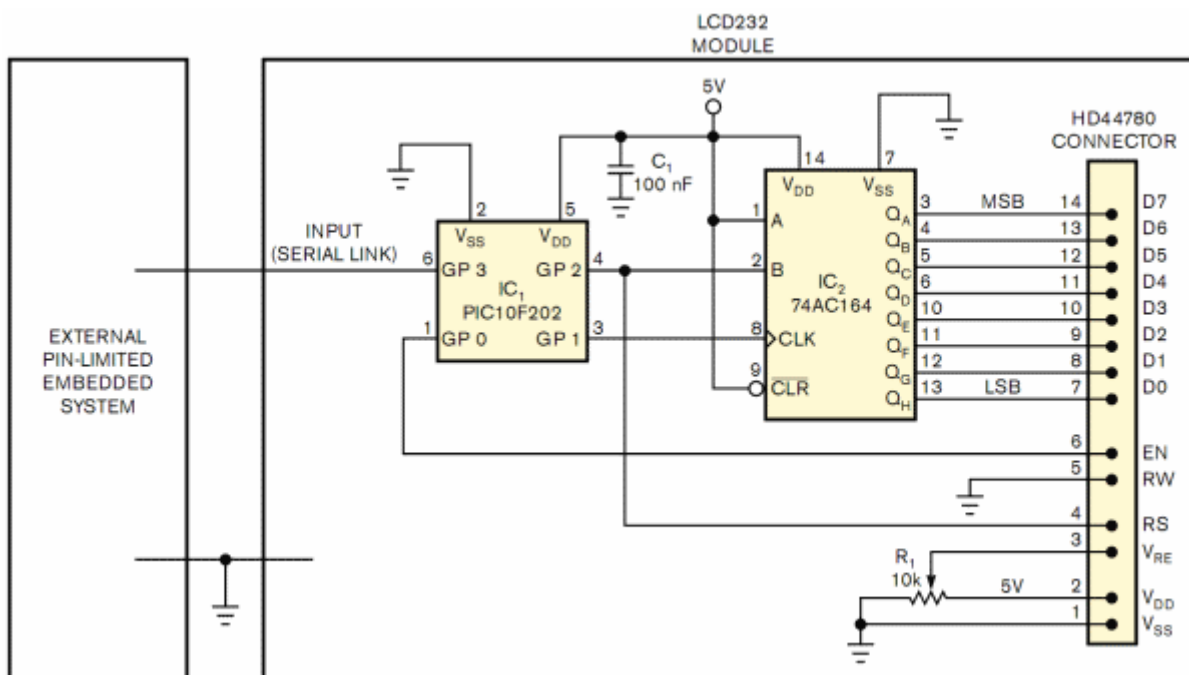 LCD232
MODULE
5V
HD44780
CONNECTOR
C1
100 nF
14
7
VDD
VSS
2
5
VSS
VDD
INPUT
(SERIAL LINK)
6
GP 3
GP 2
4
IC1
PIC10F202
1
GP 0
GP 1
3
1
A
2
B
IC2
74AC164
8
CLK
9
CLR
QA
3
MSB
14
D7
QB
4
13
D6
QC
5
12
D5
QD
6
11
D4
QE
10
10
D3
QF
11
9
D2
QG
12
8
D1
QH
13
LSB
7
D0
EXTERNAL
PIN-LIMITED
EMBEDDED
SYSTEM
6
EN
5
RW
4
RS
3
VRE
R1
10k
5V
2
VDD
1
VSS